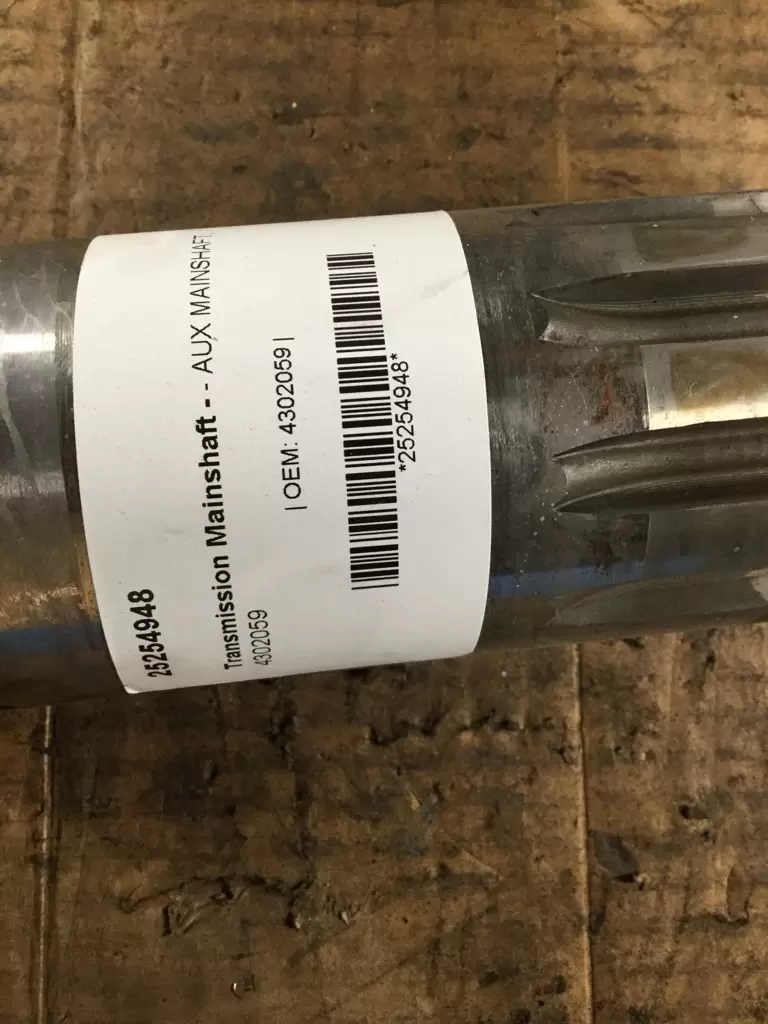 25254948
Transmission Mainshaft - - AUX MAINSHAFT,
4302059
| OEM: 4302059 |
*25254948*